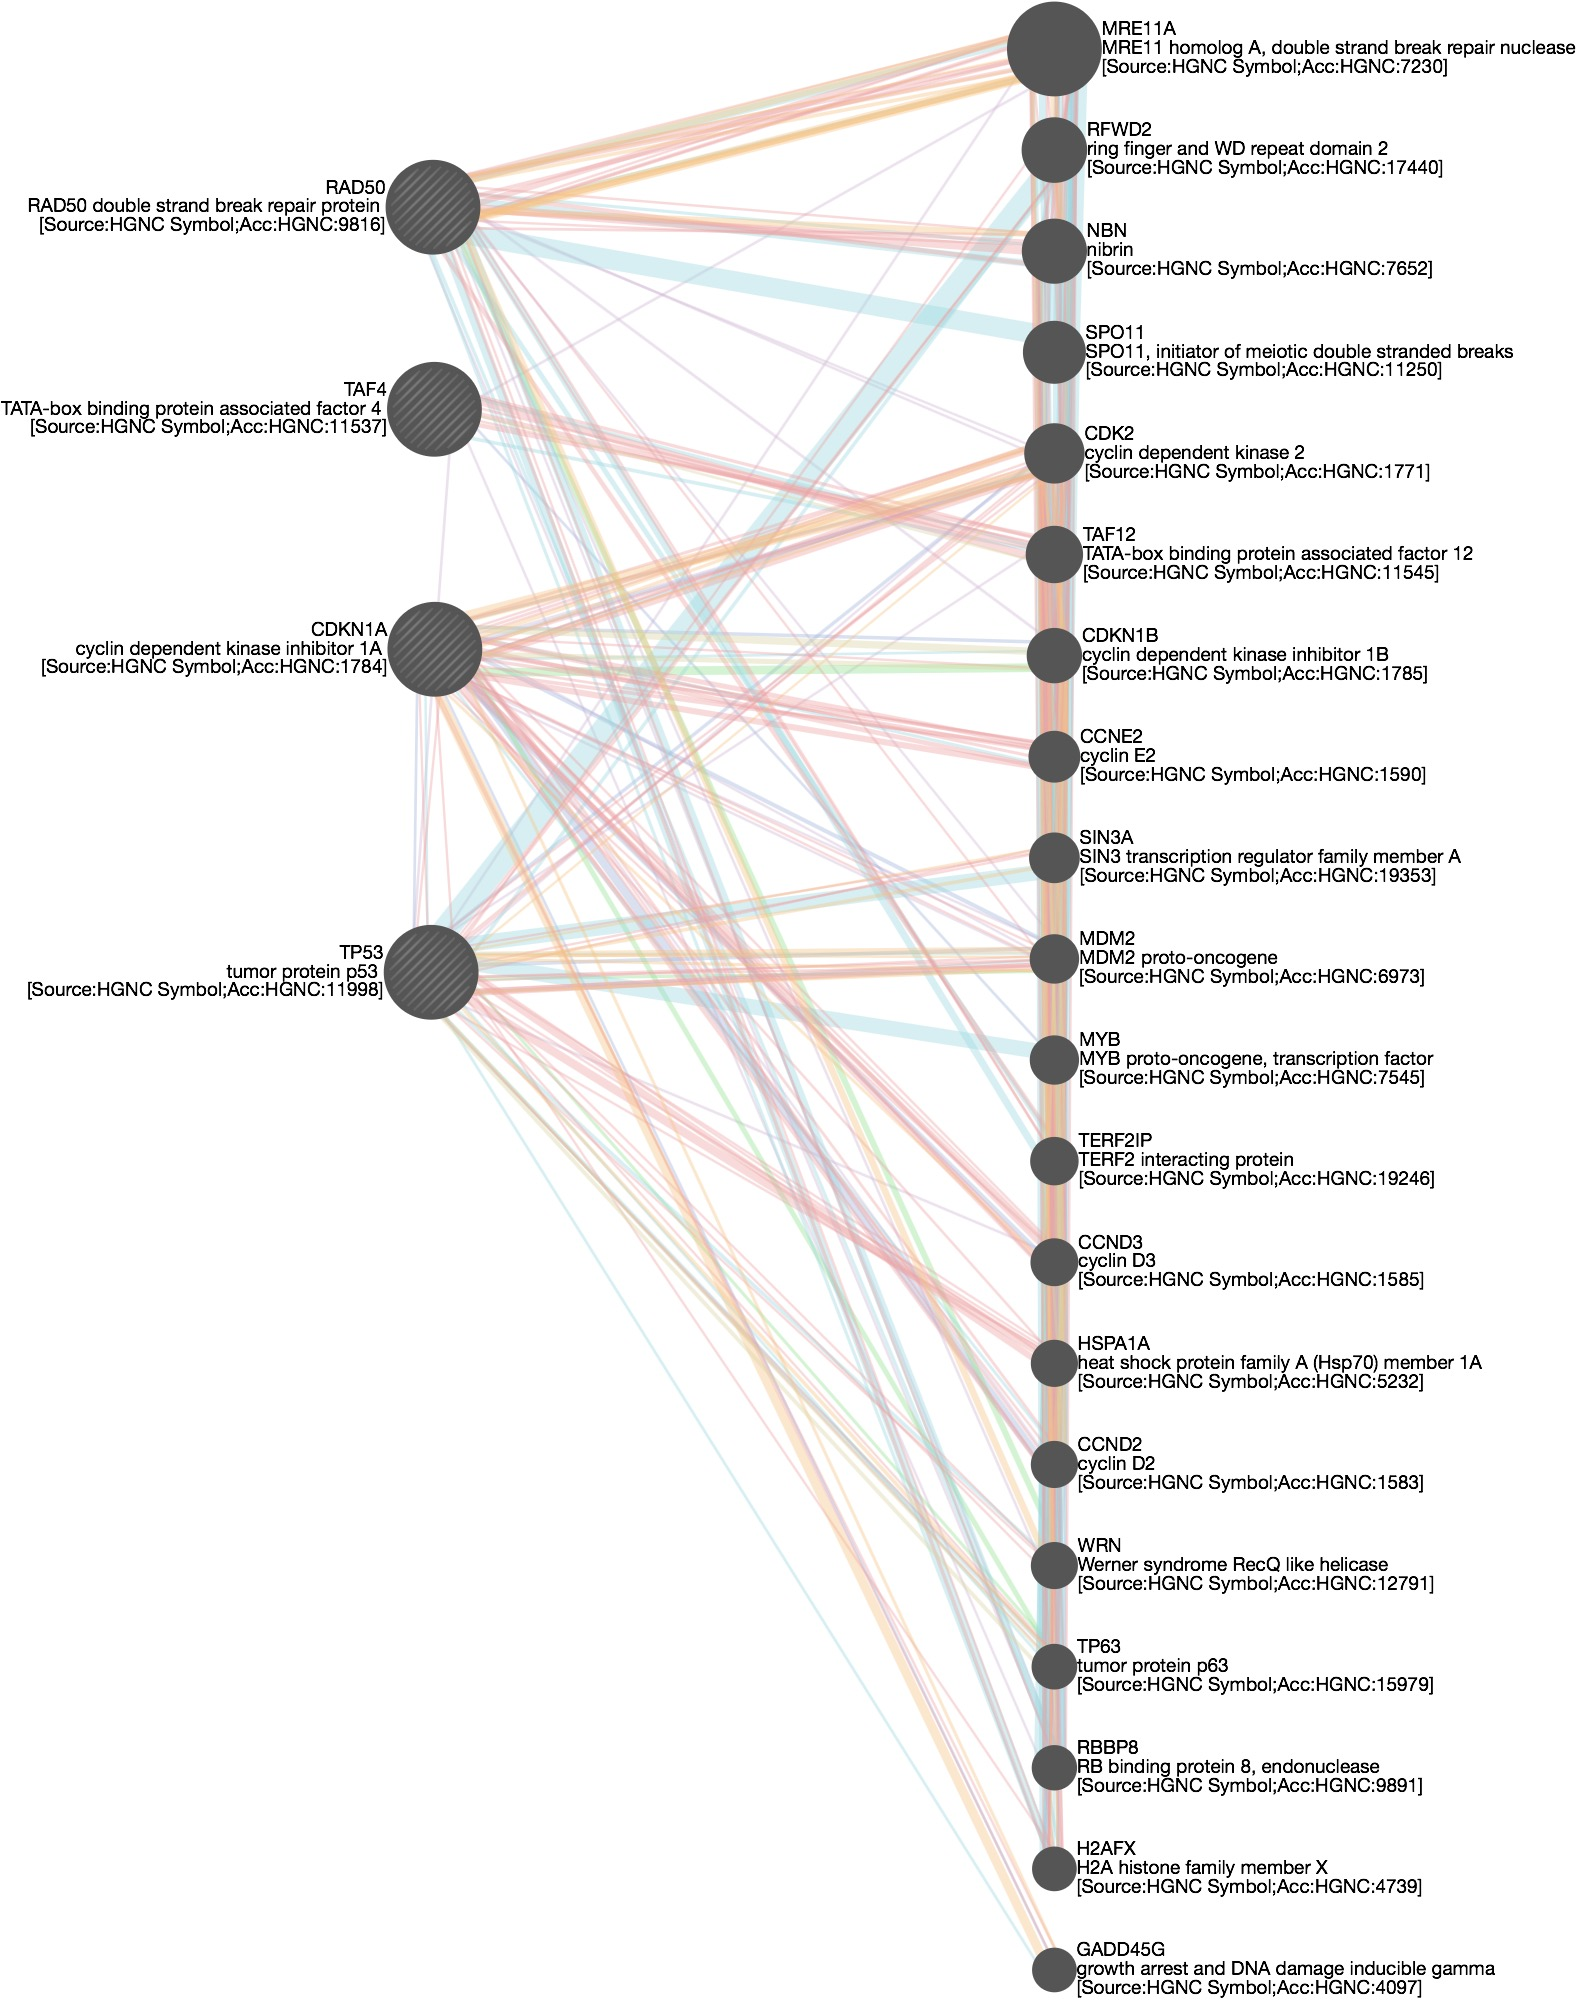 RAD50
RAD50 double strand break repair protein
[Source:HGNC Symbol;Acc:HGNC:9816]
TAF4
TATA-box binding protein associated factor 4
[Source:HGNC Symbol;Acc:HGNC:11537]
CDKN1A
cyclin dependent kinase inhibitor 1A
[Source:HGNC Symbol;Acc:HGNC:1784]
TP53
tumor protein p53
[Source:HGNC Symbol;Acc:HGNC:11998]
MRE11A
MRE11 homolog A, double strand break repair nuclease
[Source:HGNC Symbol;Acc:HGNC:7230]
RFWD2
ring finger and WD repeat domain 2
[Source:HGNC Symbol;Acc:HGNC:17440]
NBN
nibrin
[Source:HGNC Symbol;Acc:HGNC:7652]
SPO11
SPO11, initiator of meiotic double stranded breaks
[Source:HGNC Symbol;Acc:HGNC:11250]
CDK2
cyclin dependent kinase 2
[Source:HGNC Symbol;Acc:HGNC:1771]
TAF12
TATA-box binding protein associated factor 12
[Source:HGNC Symbol;Acc:HGNC:11545]
CDKN1B
cyclin dependent kinase inhibitor 1B
[Source:HGNC Symbol;Acc:HGNC:1785]
CCNE2
cyclin E2
[Source:HGNC Symbol;Acc:HGNC:1590]
SIN3A
SIN3 transcription regulator family member A
[Source:HGNC Symbol;Acc:HGNC:19353]
MDM2
MDM2 proto-oncogene
[Source:HGNC Symbol;Acc:HGNC:6973]
MYB
MYB proto-oncogene, transcription factor
[Source:HGNC Symbol;Acc:HGNC:7545]
TERF2IP
TERF2 interacting protein
[Source:HGNC Symbol;Acc:HGNC:19246]
CCND3
cyclin D3
[Source:HGNC Symbol;Acc:HGNC:1585]
HSPA1A
heat shock protein family A (Hsp70) member 1A
[Source:HGNC Symbol;Acc:HGNC:5232]
CCND2
cyclin D2
[Source:HGNC Symbol;Acc:HGNC:1583]
WRN
Werner syndrome RecQ like helicase
[Source:HGNC Symbol;Acc:HGNC:12791]
TP63
tumor protein p63
[Source:HGNC Symbol;Acc:HGNC:15979]
RBBP8
RB binding protein 8, endonuclease
[Source:HGNC Symbol;Acc:HGNC:9891]
H2AFX
H2A histone family member X
[Source:HGNC Symbol;Acc:HGNC:4739]
GADD45G
growth arrest and DNA damage inducible gamma
[Source:HGNC Symbol;Acc:HGNC:4097]